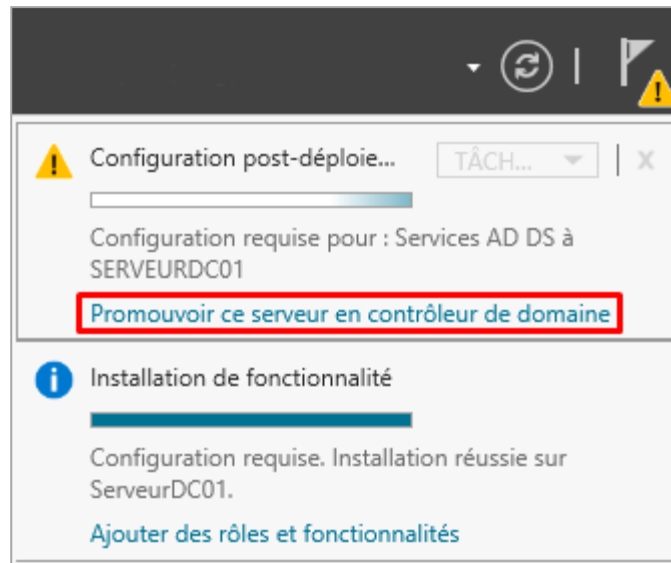 Configuration post-déploie...
TÂCH...
x
Configuration requise pour : Services AD DS à
SERVEURDC01
Promouvoir ce serveur en contrôleur de domaine
Installation de fonctionnalité
Configuration requise. Installation réussie sur
ServeurDC01.
Ajouter des rôles et fonctionnalités